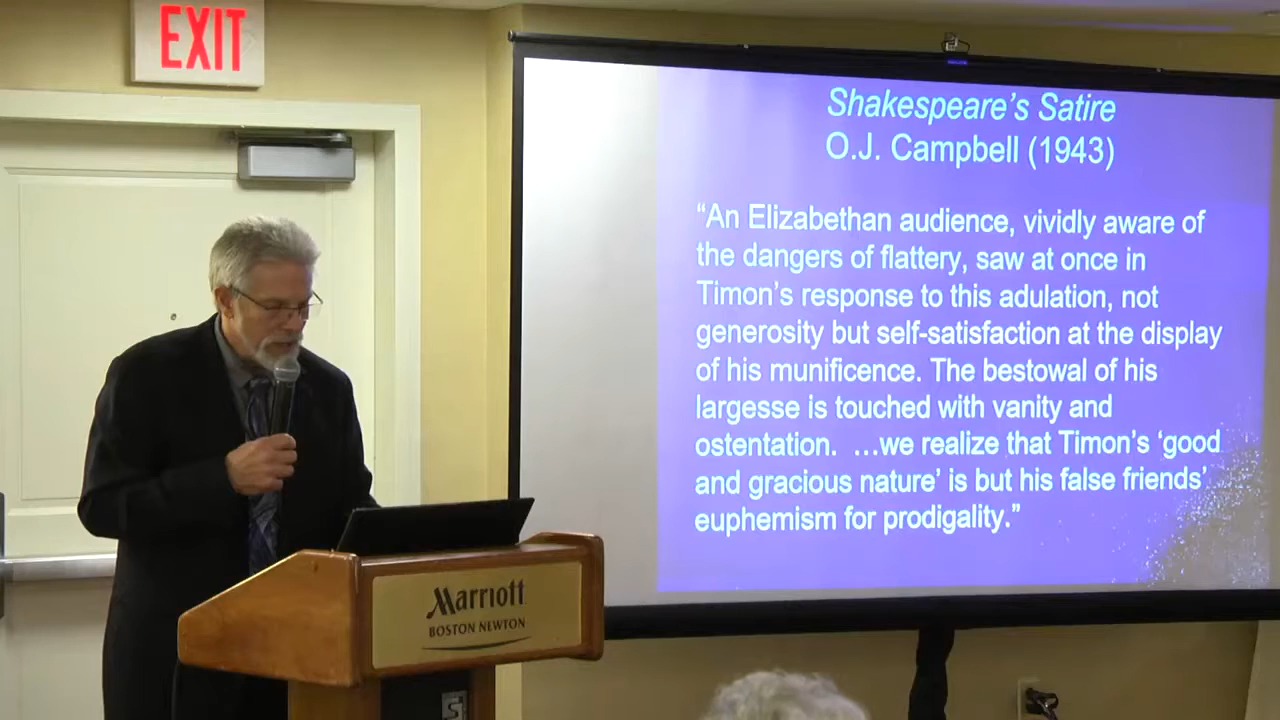 EXIT
Shakespeare's Satire
O.J. Campbell (1943)
“An Elizabethan audience, vividly aware of
the dangers of flattery, saw at once in
Timon’s response to this adulation, not
generosity but self-satisfaction at the display
of his munificence. The bestowal of his
largesse is touched with vanity and
ostentation. …we realize that Timon’s ‘good
and gracious nature’ is but his false friends’
euphemism for prodigality.”
Marriott
BOSTON NEWTON